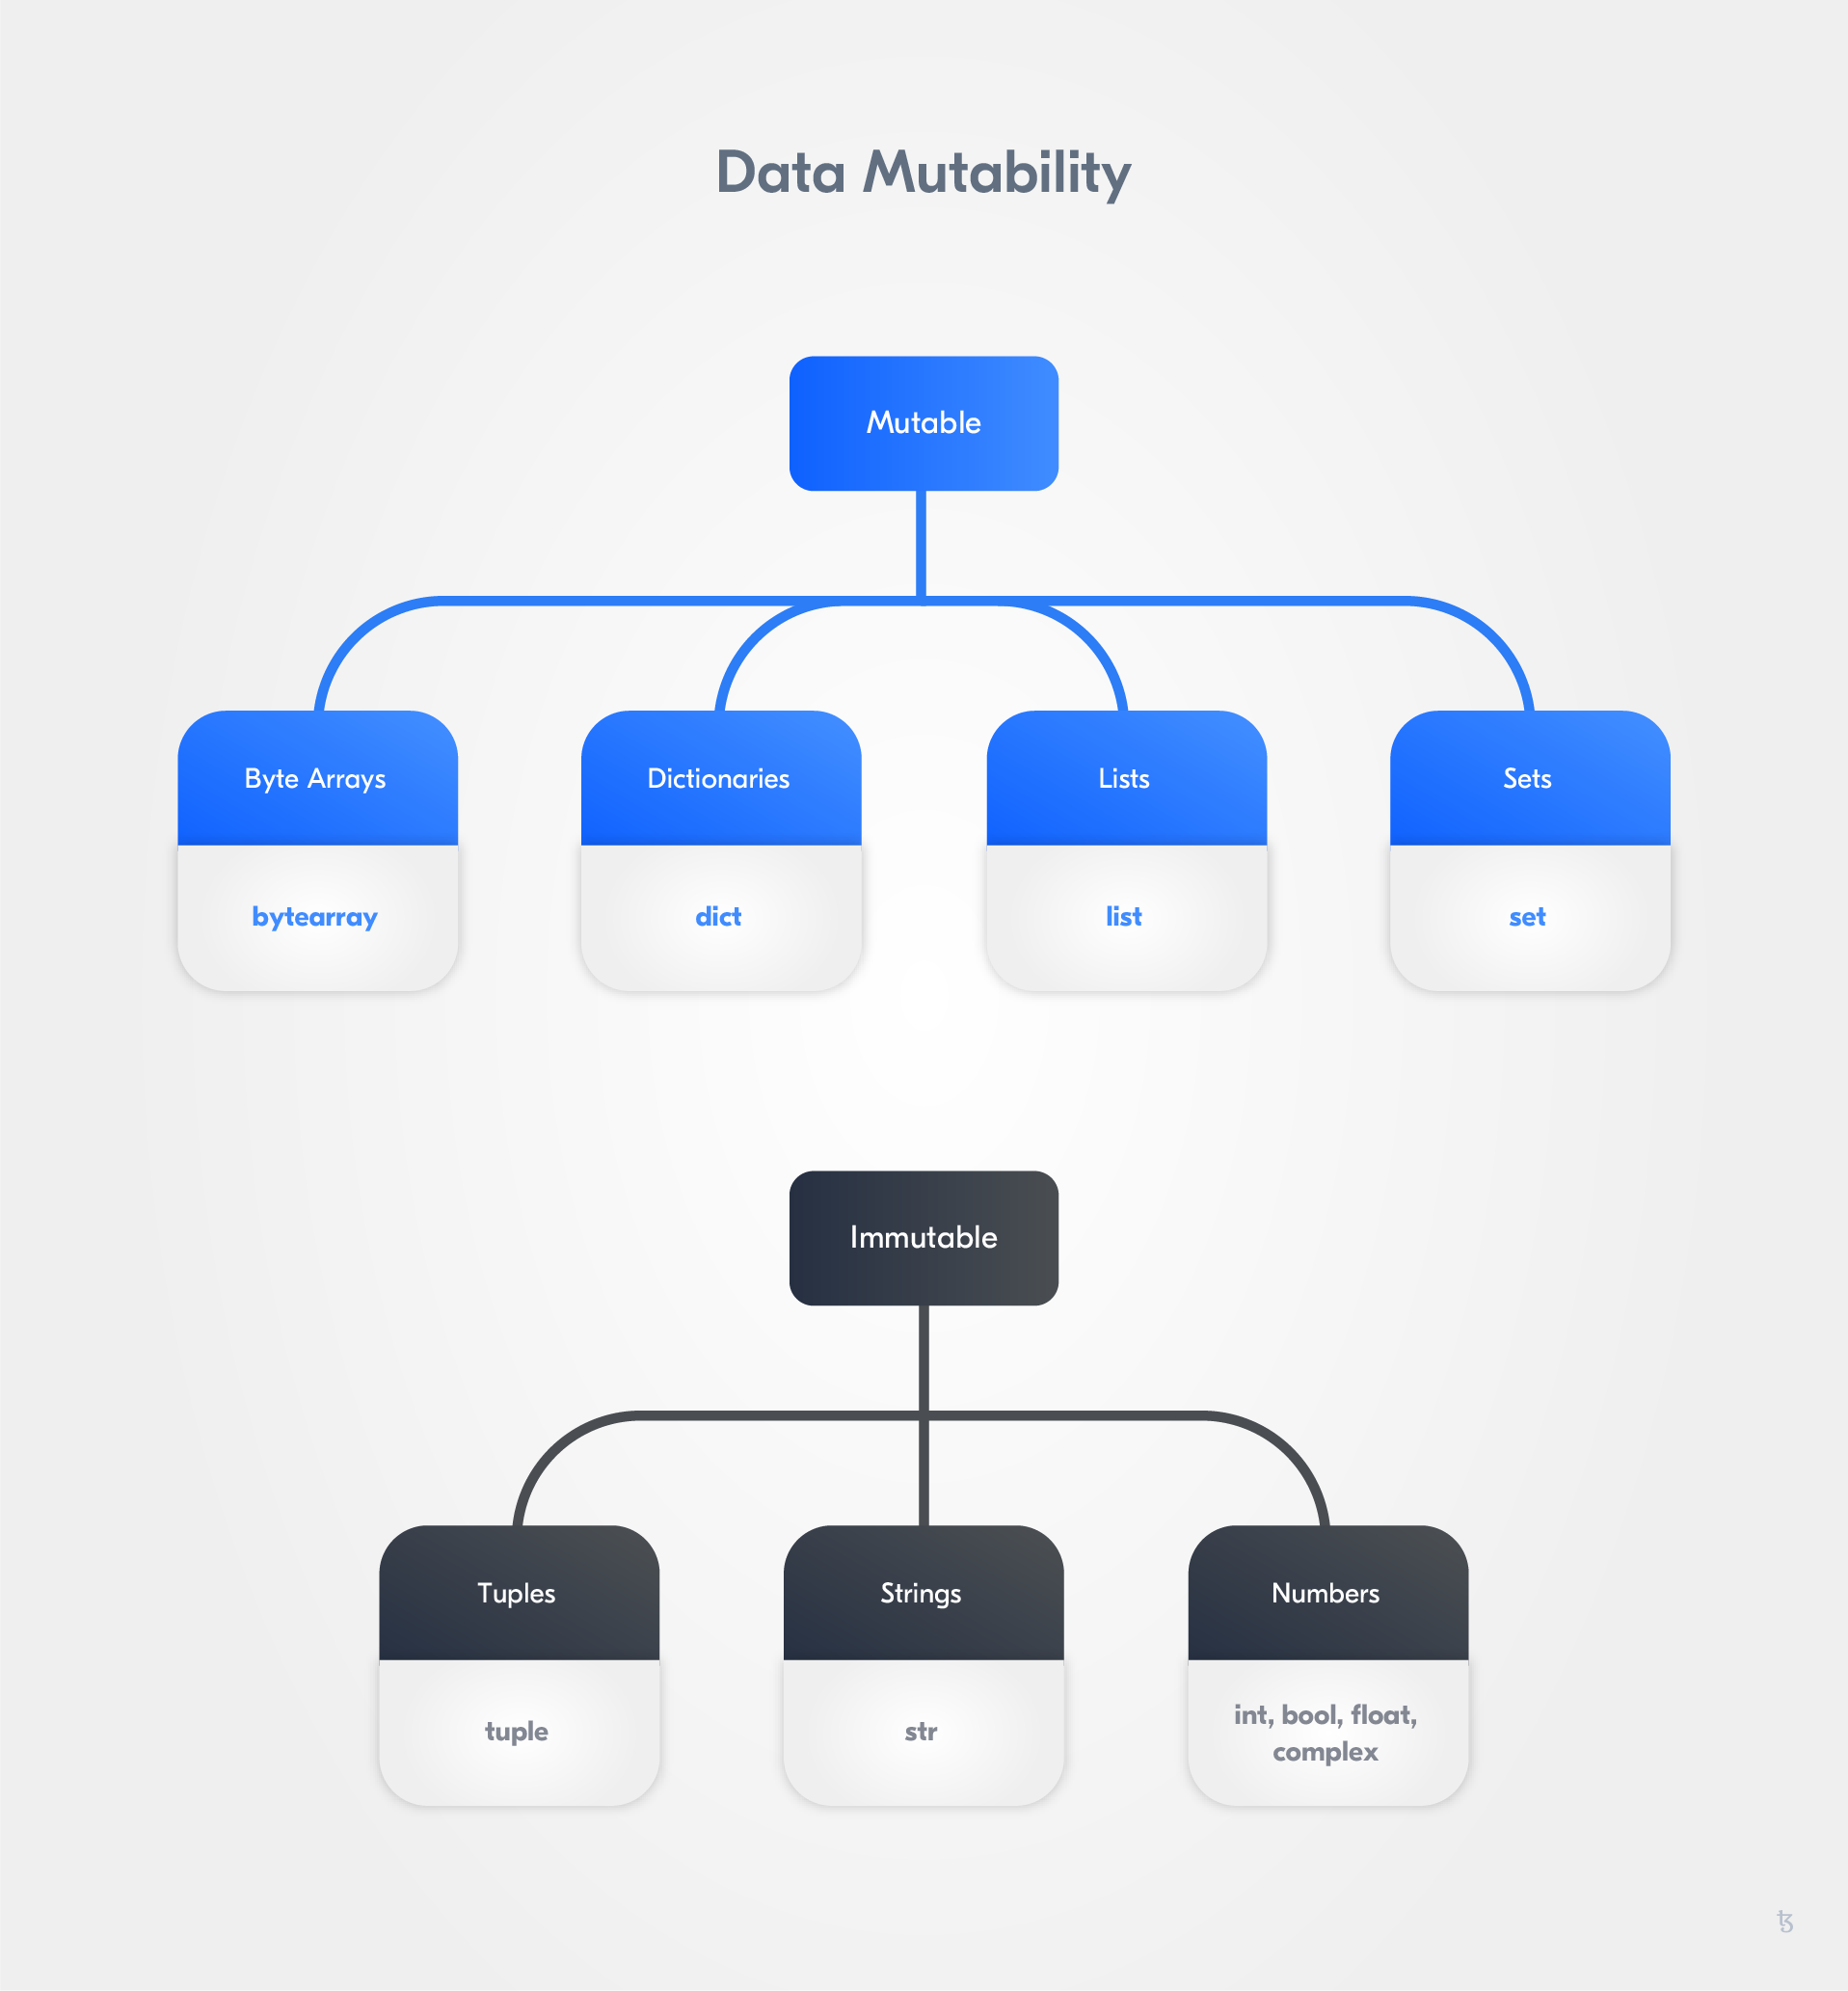 Data Mutability
Mutable
Byte Arrays
Dictionaries
Lists
Sets
bytearray
dict
list
set
Immutable
Tuples
Strings
Numbers
tuple
str
int, bool, float,
complex
ꜩ